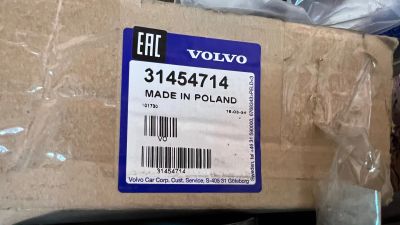 EAC
VOLVO
31454714
MADE IN POLAND
VO
31454714
Volvo Car Corp. Cust. Service, S-405 31 Göteborg